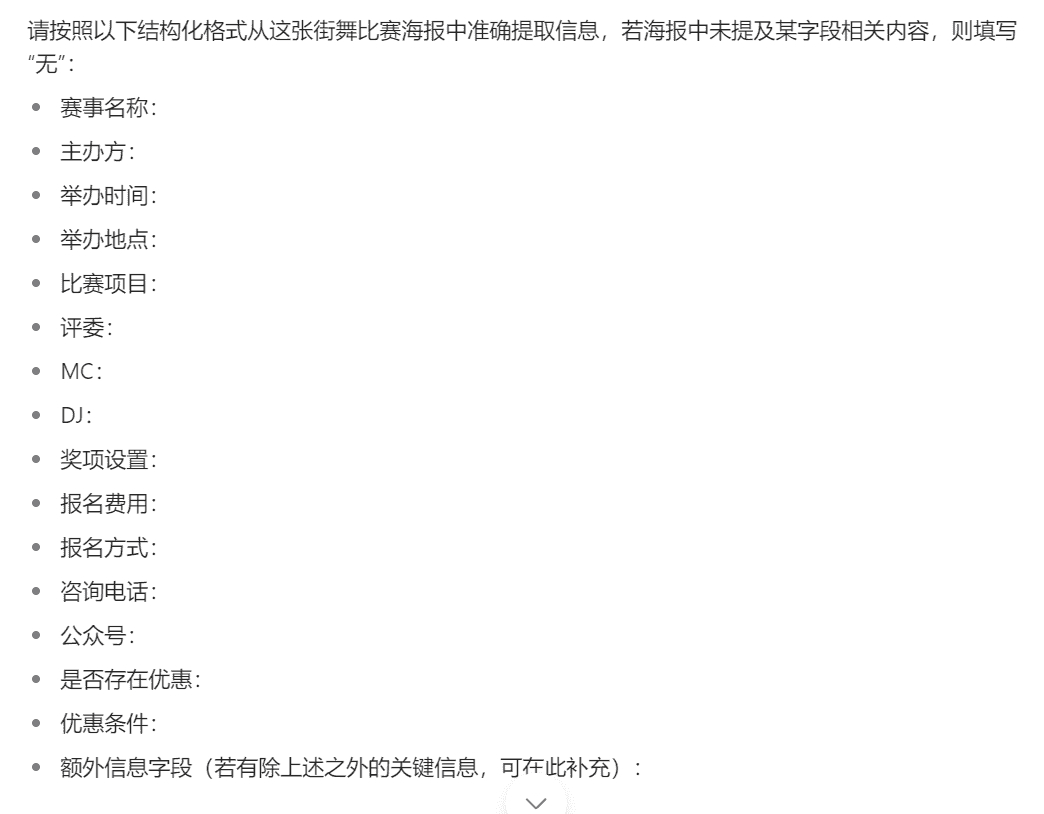 请按照以下结构化格式从这张街舞比赛海报中准确提取信息，若海报中未提及某字段相关内容，则填写
“无”：
• 赛事名称：
• 主办方：
• 举办时间：
• 举办地点：
• 比赛项目：
• 评委：
• MC：
• DJ：
• 奖项设置：
• 报名费用：
• 报名方式：
• 咨询电话：
• 公众号：
• 是否存在优惠：
• 优惠条件：
• 额外信息字段（若有除上述之外的关键信息，可在此补充）：